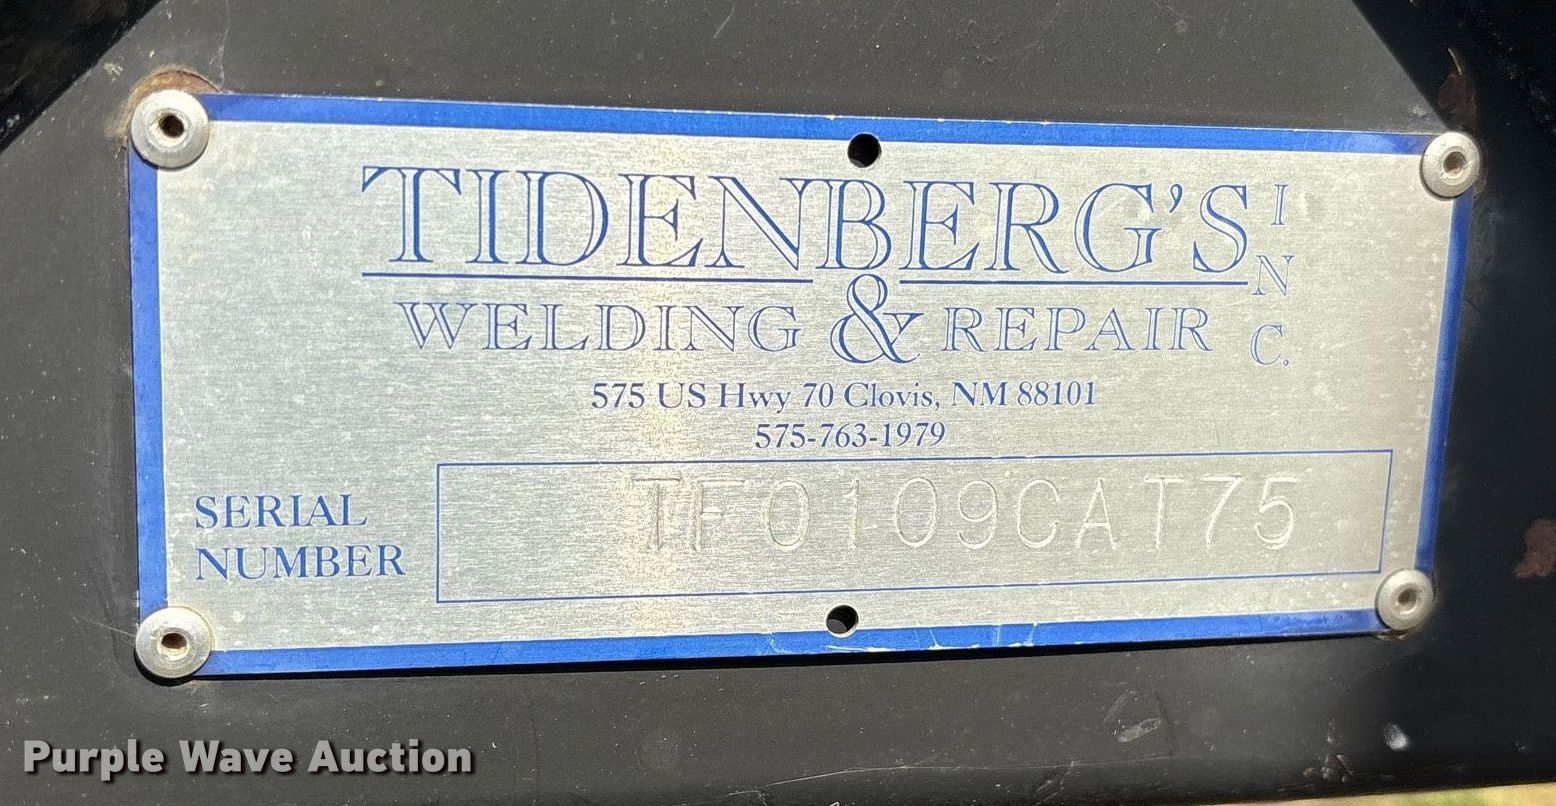 TIDENBERG'S INC.
WELDING & REPAIR
575 US Hwy 70 Clovis, NM 88101
575-763-1979
SERIAL
NUMBER
TF0109CAT75
Purple Wave Auction